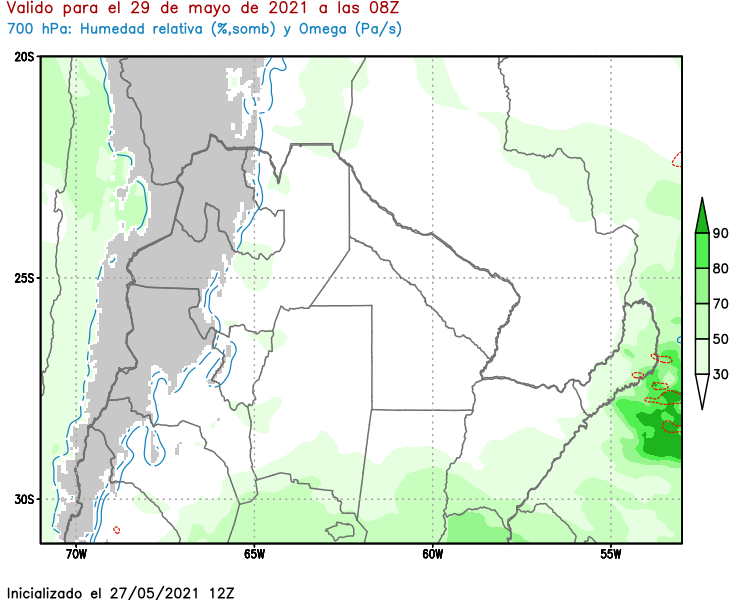 Valido para el 29 de mayo de 2021 a las 08Z
700 hPa: Humedad relativa (%,somb) y Omega (Pa/s)
20S
25S
30S
70W
65W
60W
55W
90
80
70
50
30
Inicializado el 27/05/2021 12Z